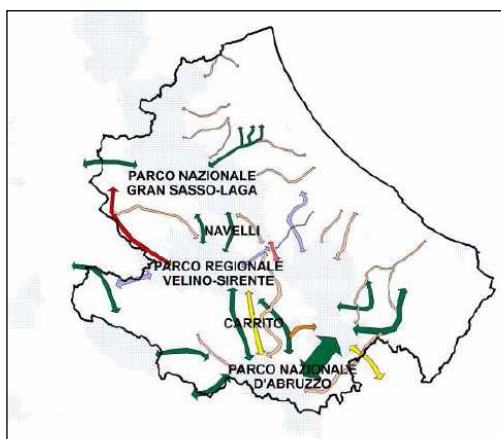 PARCO NAZIONALE
GRAN SASSO-LAGA
NAVELLI
PARCO REGIONALE
VELINO-SIRENTE
CARRITO
PARCO NAZIONALE
D'ABRUZZO